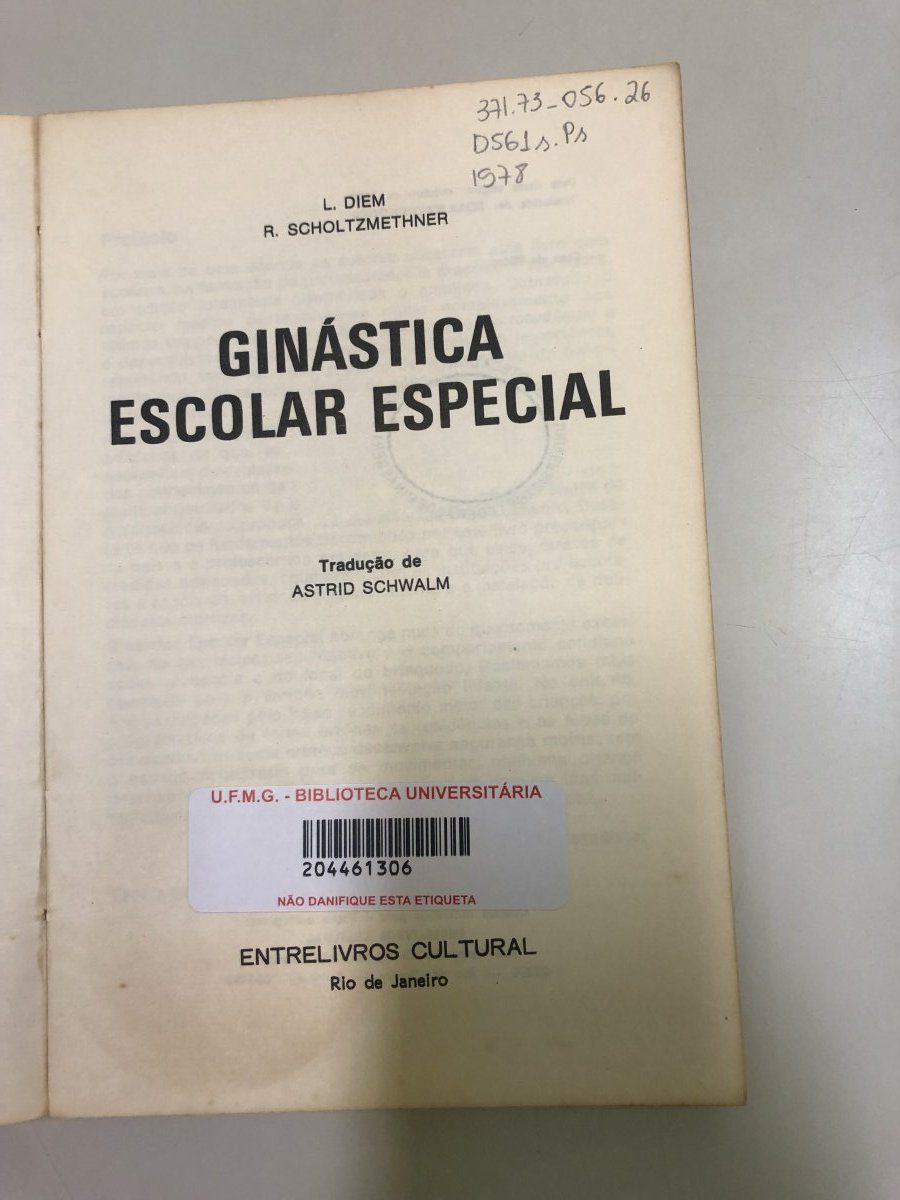 371.73-056.26
D561s.Ps
1978
L. DIEM
R. SCHOLTZMETHNER
GINÁSTICA
ESCOLAR ESPECIAL
Tradução de
ASTRID SCHWALM
U.F.M.G. - BIBLIOTECA UNIVERSITÁRIA
204461306
NÃO DANIFIQUE ESTA ETIQUETA
ENTRELIVROS CULTURAL
Rio de Janeiro